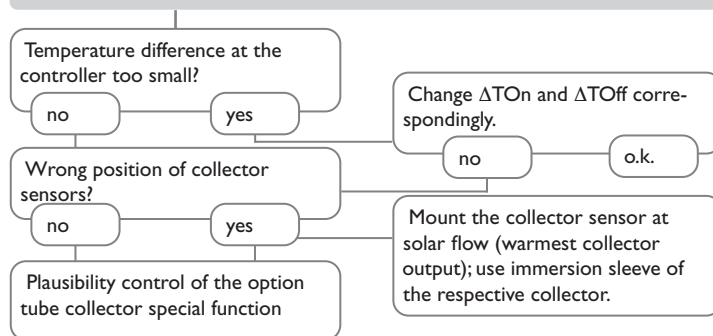 Temperature difference at the
controller too small?
no
yes
Change ΔTOn and ΔTOff corre-
spondingly.
no
o.k.
Wrong position of collector
sensors?
no
yes
Mount the collector sensor at
solar flow (warmest collector
output); use immersion sleeve of
the respective collector.
Plausibility control of the option
tube collector special function